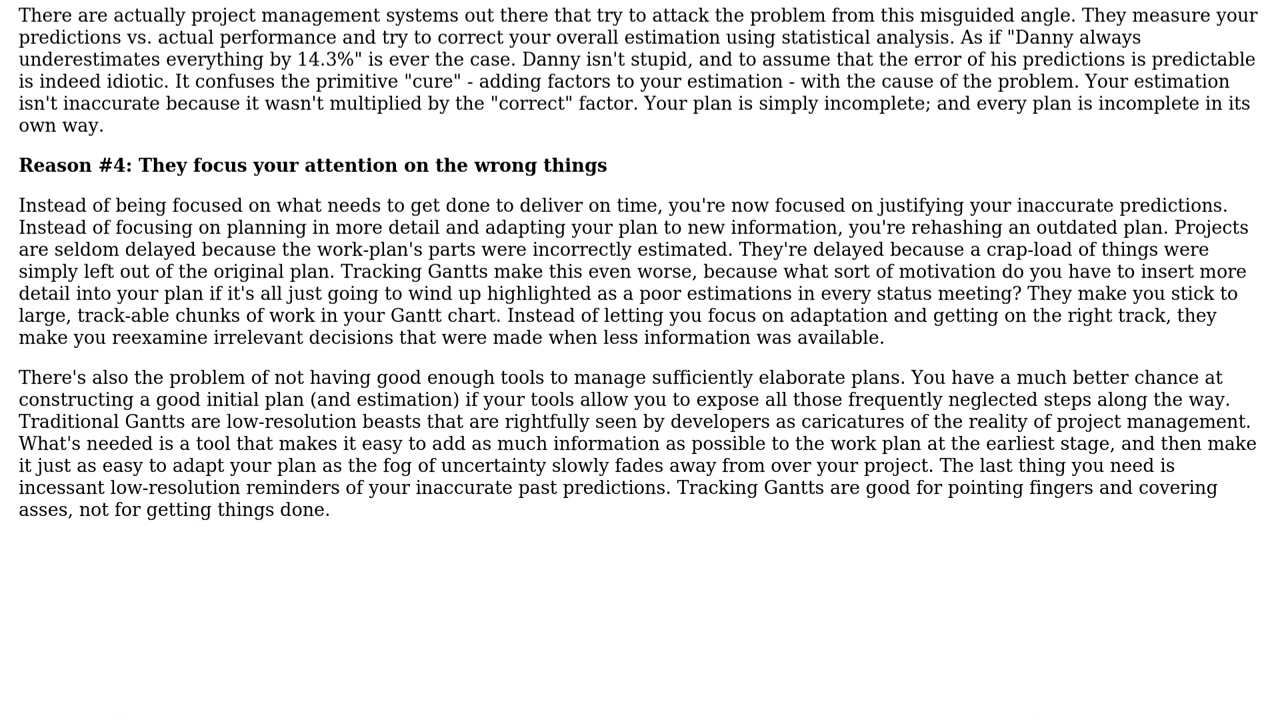 There are actually project management systems out there that try to attack the problem from this misguided angle. They measure your
predictions vs. actual performance and try to correct your overall estimation using statistical analysis. As if "Danny always
underestimates everything by 14.3%" is ever the case. Danny isn't stupid, and to assume that the error of his predictions is predictable
is indeed idiotic. It confuses the primitive "cure" - adding factors to your estimation - with the cause of the problem. Your estimation
isn't inaccurate because it wasn't multiplied by the "correct" factor. Your plan is simply incomplete; and every plan is incomplete in its
own way.
Reason #4: They focus your attention on the wrong things
Instead of being focused on what needs to get done to deliver on time, you're now focused on justifying your inaccurate predictions.
Instead of focusing on planning in more detail and adapting your plan to new information, you're rehashing an outdated plan. Projects
are seldom delayed because the work-plan's parts were incorrectly estimated. They're delayed because a crap-load of things were
simply left out of the original plan. Tracking Gantts make this even worse, because what sort of motivation do you have to insert more
detail into your plan if it's all just going to wind up highlighted as a poor estimations in every status meeting? They make you stick to
large, track-able chunks of work in your Gantt chart. Instead of letting you focus on adaptation and getting on the right track, they
make you reexamine irrelevant decisions that were made when less information was available.
There's also the problem of not having good enough tools to manage sufficiently elaborate plans. You have a much better chance at
constructing a good initial plan (and estimation) if your tools allow you to expose all those frequently neglected steps along the way.
Traditional Gantts are low-resolution beasts that are rightfully seen by developers as caricatures of the reality of project management.
What's needed is a tool that makes it easy to add as much information as possible to the work plan at the earliest stage, and then make
it just as easy to adapt your plan as the fog of uncertainty slowly fades away from over your project. The last thing you need is
incessant low-resolution reminders of your inaccurate past predictions. Tracking Gantts are good for pointing fingers and covering
asses, not for getting things done.